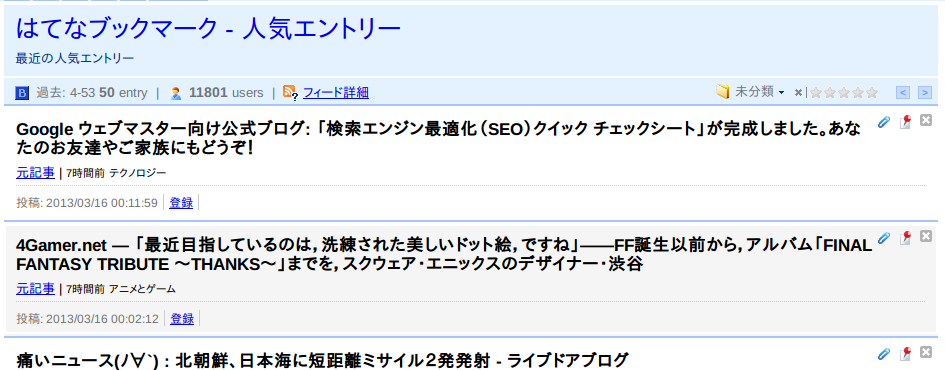 はてなブックマーク - 人気エントリー
最近の人気エントリー
B 過去: 4-53 50 entry | 11801 users | フィード詳細 未分類 × | < >
Google ウェブマスター向け公式ブログ: 「検索エンジン最適化（SEO）クイック チェックシート」が完成しました。あな
たのお友達やご家族にもどうぞ!
元記事 | 7時間前 テクノロジー
投稿: 2013/03/16 00:11:59 | 登録 |
4Gamer.net ― 「最近目指しているのは，洗練された美しいドット絵，ですね」――FF誕生以前から，アルバム「FINAL
FANTASY TRIBUTE ～THANKS～」までを，スクウェア・エニックスのデザイナー・渋谷
元記事 | 7時間前 アニメとゲーム
投稿: 2013/03/16 00:02:12 | 登録 |
痛いニュース(ﾉ∀`) : 北朝鮮、日本海に短距離ミサイル２発発射 - ライブドアブログ